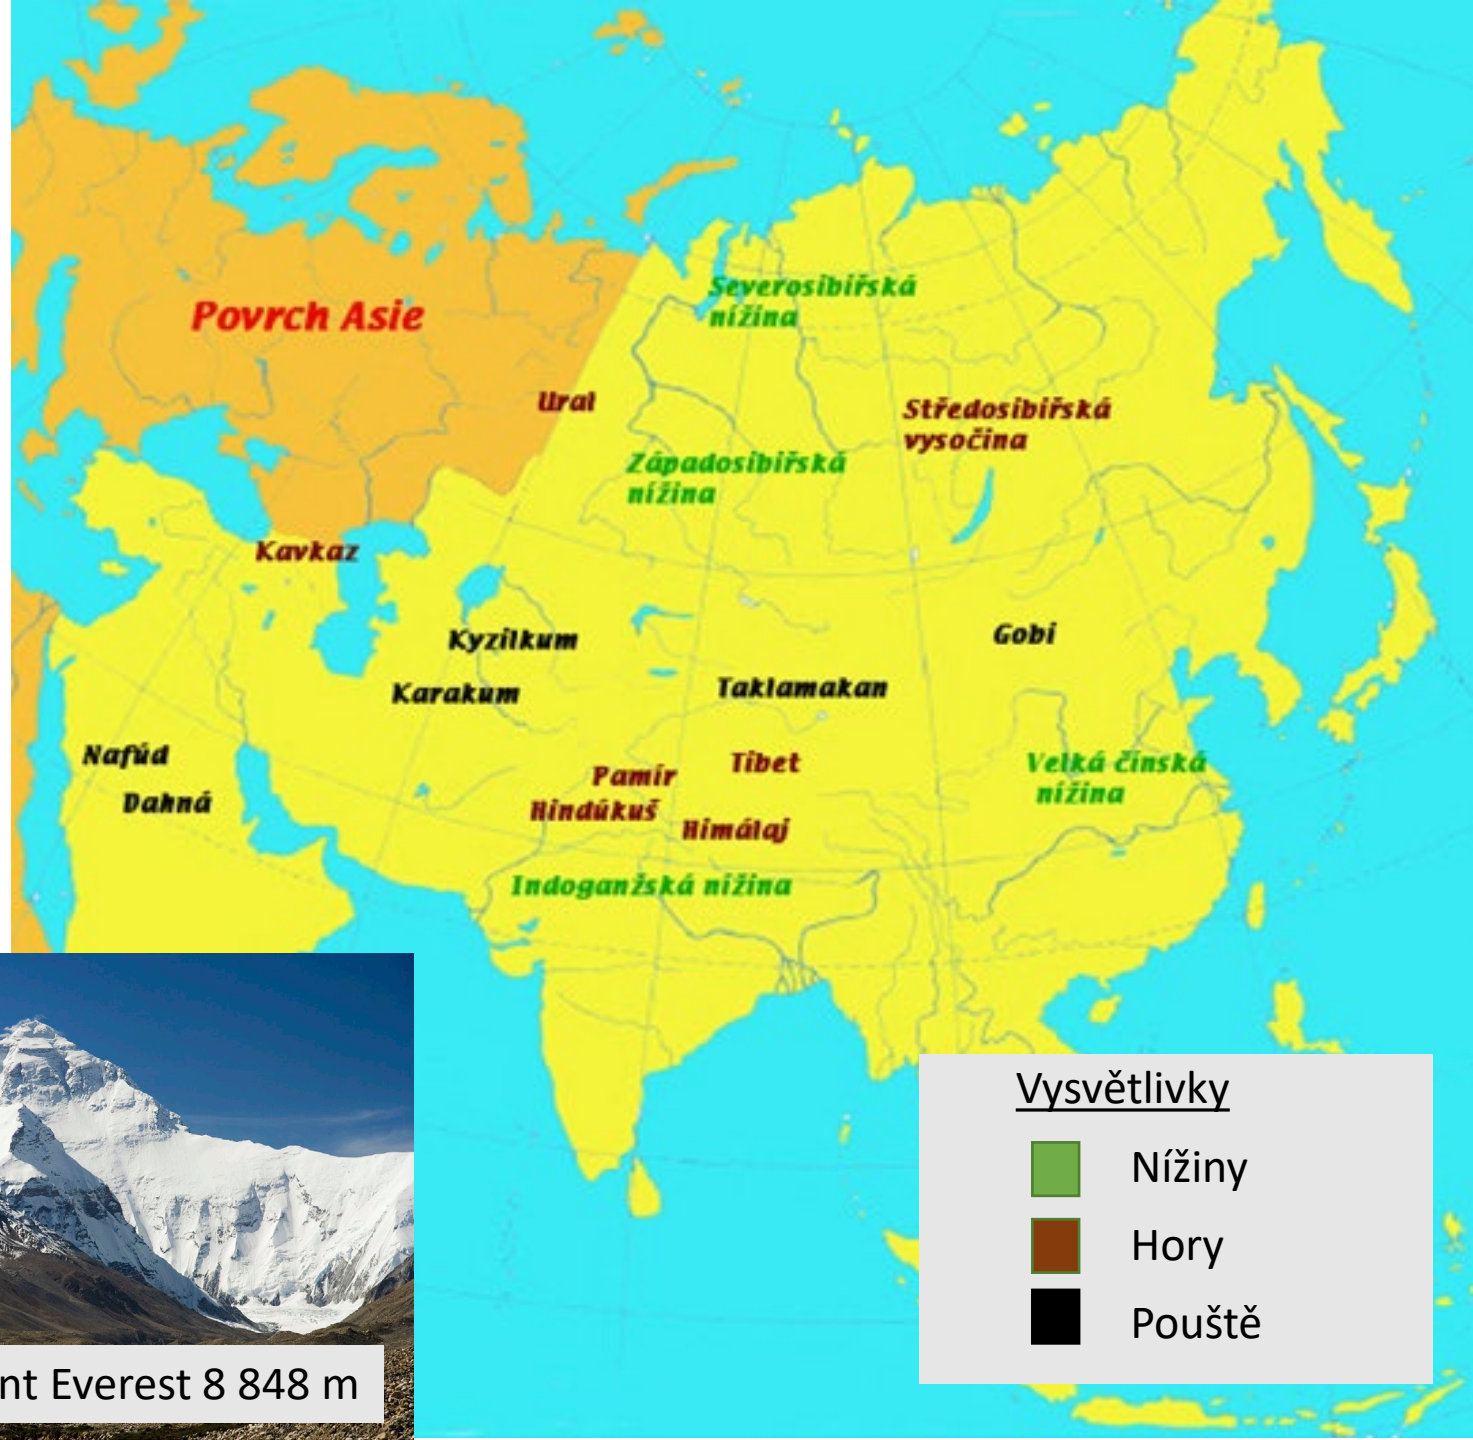 Povrch Asie
Severosibiřská
nížina
Ural
Středosibiřská
vysočina
Západosibiřská
nížina
Kavkaz
Kyzilkum
Gobi
Karakum
Taklamakan
Nafúd
Dahná
Pamír
Tibet
Velká čínská
nížina
Hindúkuš
Himálaj
Indoganžská nížina
Vysvětlivky
Nížiny
Hory
Pouště
nt Everest 8 848 m